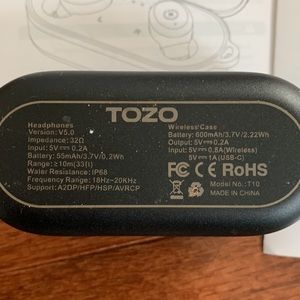 TOZO
Headphones
Version: V5.0
Impedance: 32Ω
Input: 5V⎓0.2A
Battery: 55mAh/3.7V/0.2Wh
Range: ≥10m(33ft)
Water Resistance: IP68
Frequency Range: 18Hz~20KHz
Support: A2DP/HFP/HSP/AVRCP
Wireless Case
Battery: 600mAh/3.7V/2.22Wh
Output: 5V⎓0.2A
Input: 5V⎓0.8A(Wireless)
5V⎓1A(USB-C)
FC CE RoHS
Model No.: T10
MADE IN CHINA